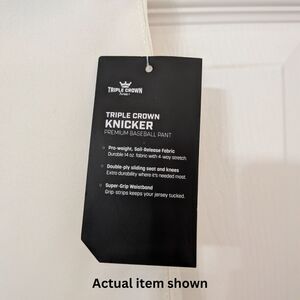 TRIPLE CROWN
TRIPLE CROWN
KNICKER
PREMIUM BASEBALL PANT
• Pro-weight, Soil-Release Fabric
Durable 14 oz. fabric with 4-way stretch.
• Double-ply sliding seat and knees
Extra durability where it's needed most.
• Super-Grip Waistband
Grip strips keeps your jersey tucked.
Actual item shown